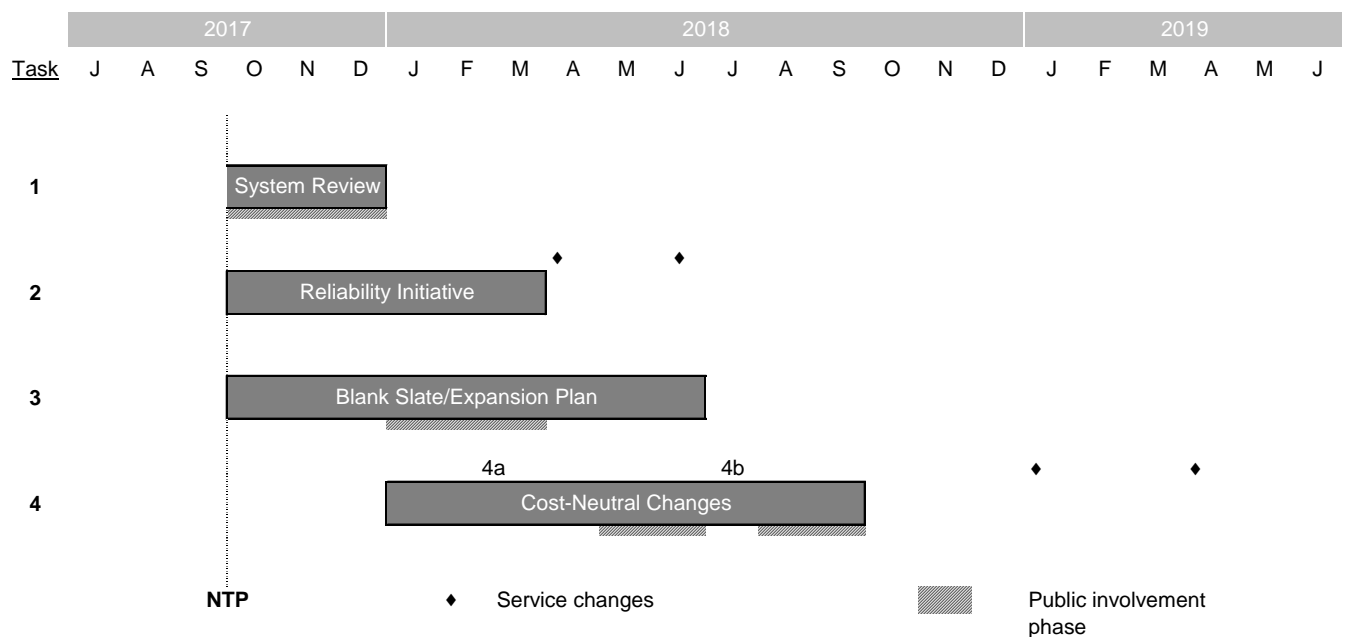 2017 2018 2019
Task J A S O N D J F M A M J J A S O N D J F M A M J
1 System Review
2 Reliability Initiative
3 Blank Slate/Expansion Plan
4a 4b
4 Cost-Neutral Changes
NTP Service changes Public involvement
phase